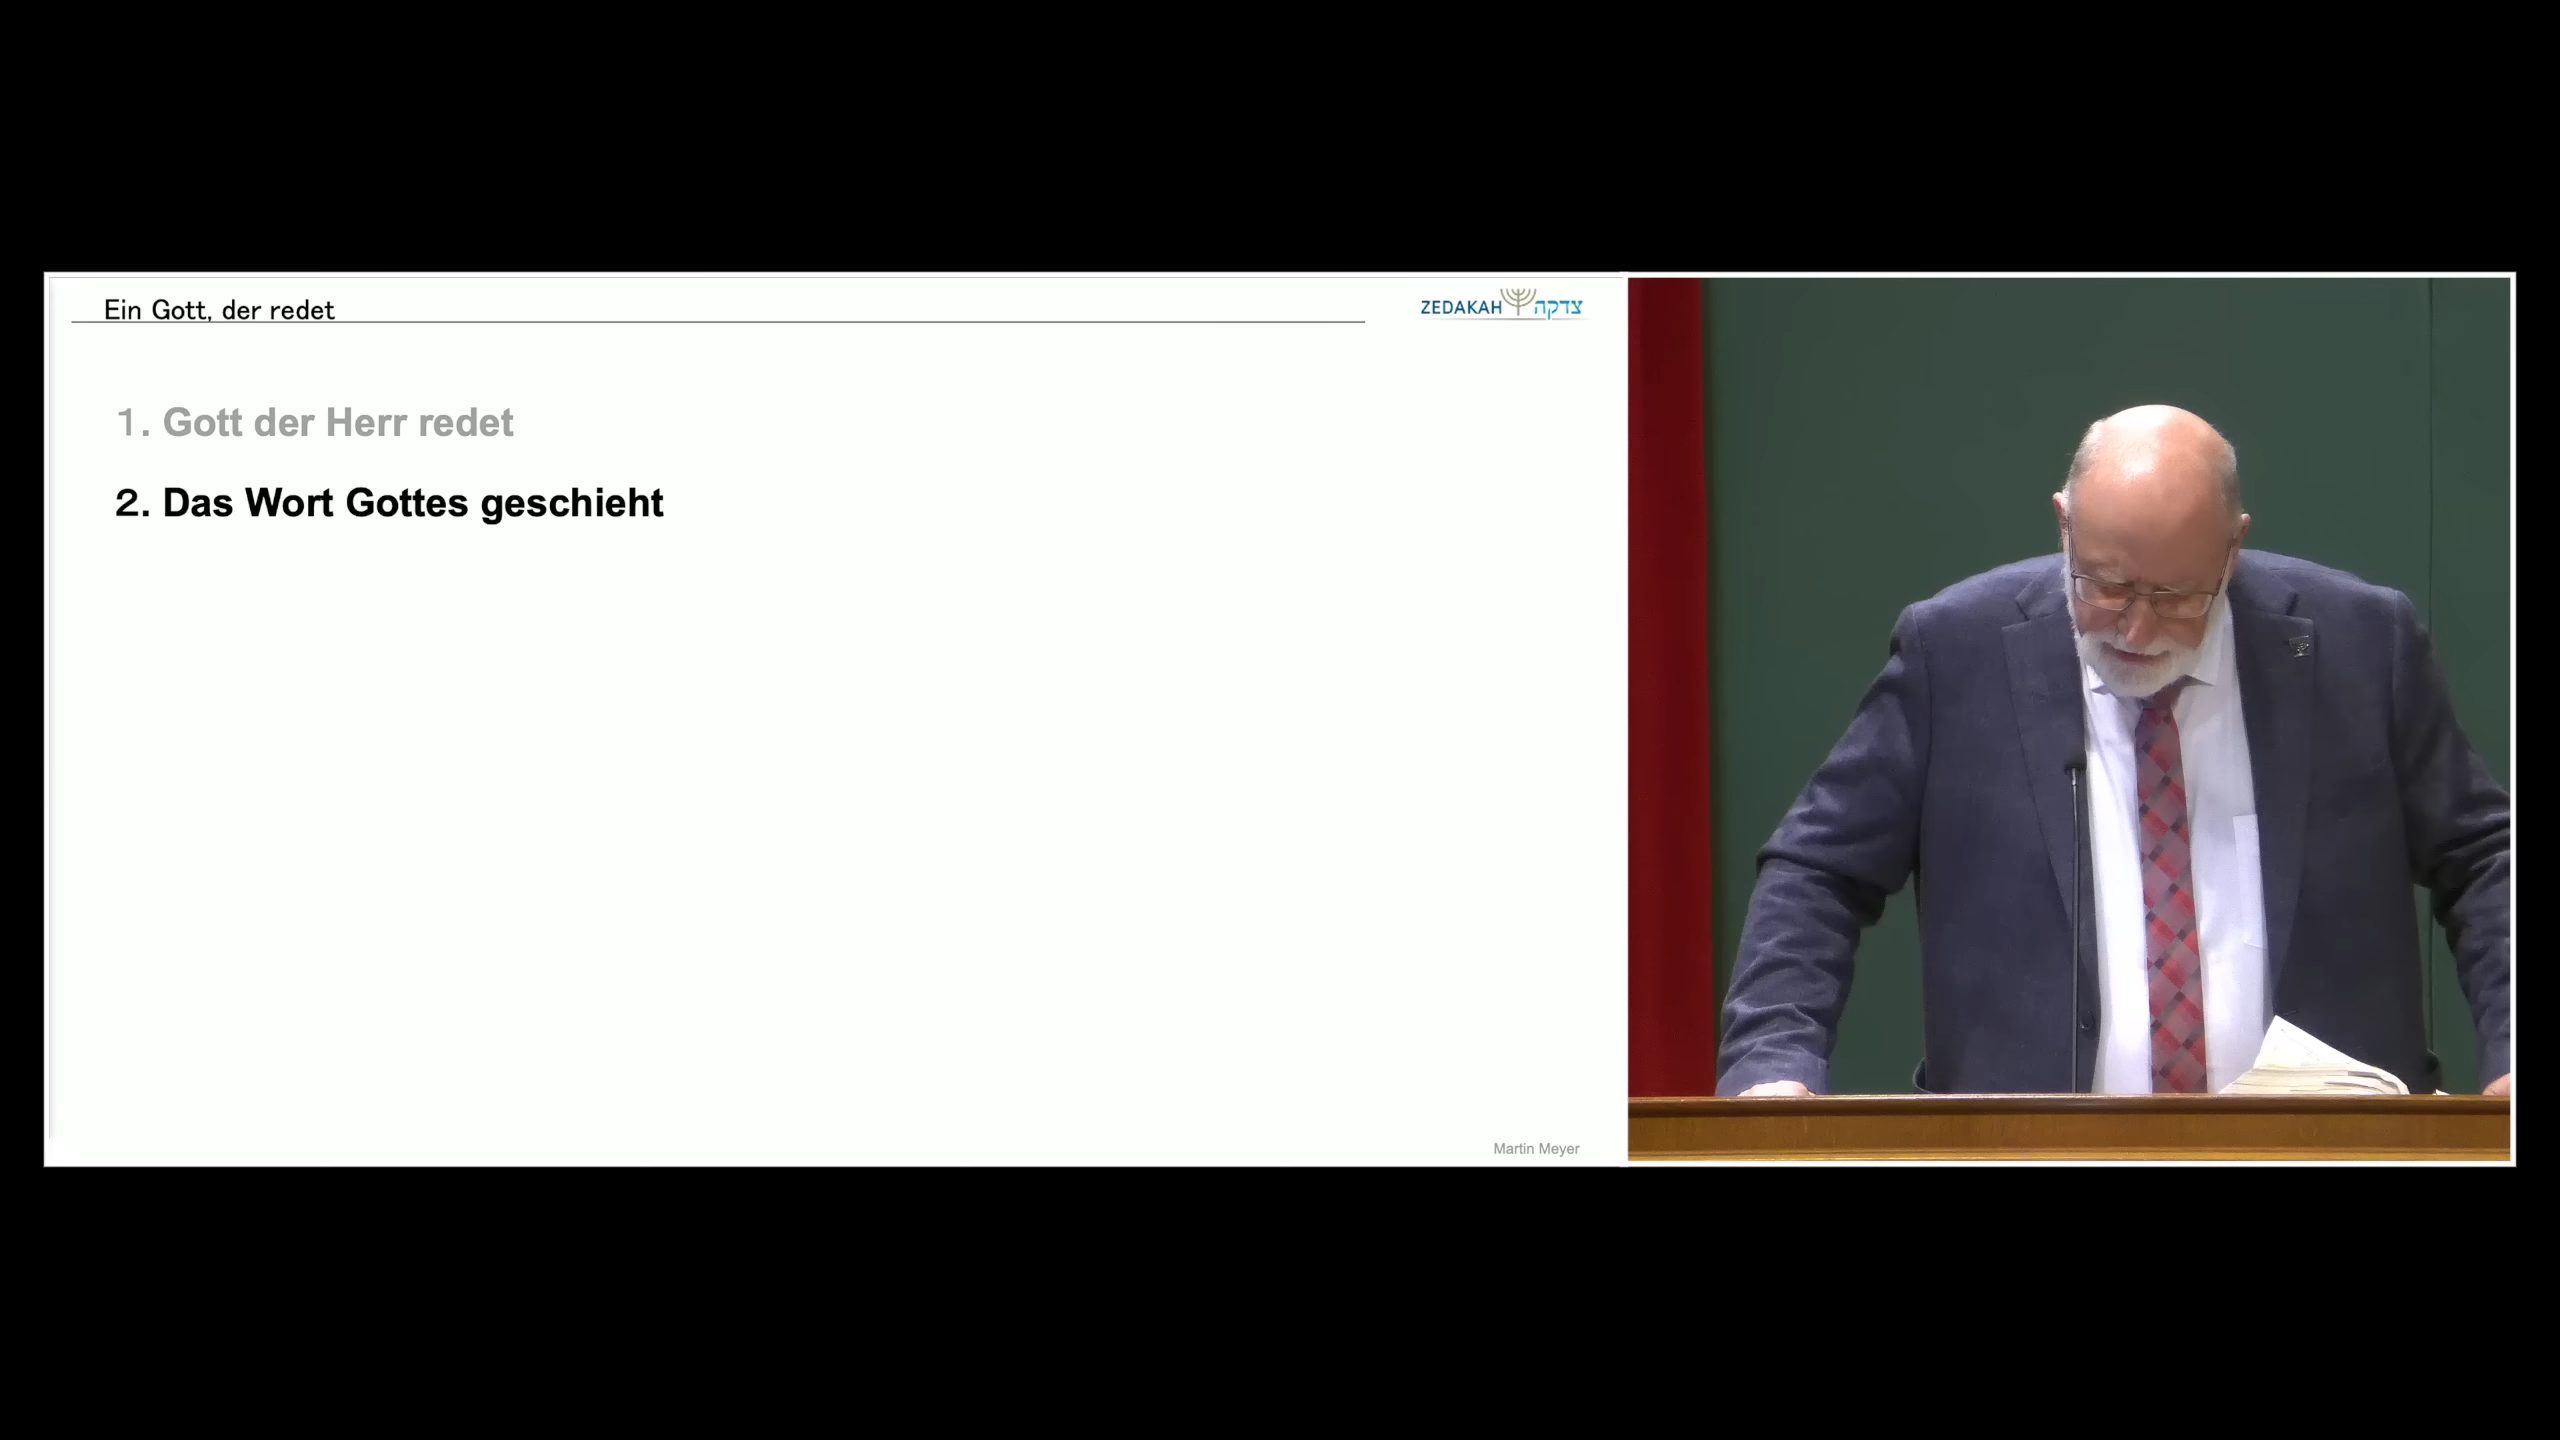 Ein Gott, der redet
ZEDAKAH צדקה
1. Gott der Herr redet
2. Das Wort Gottes geschieht
Martin Meyer